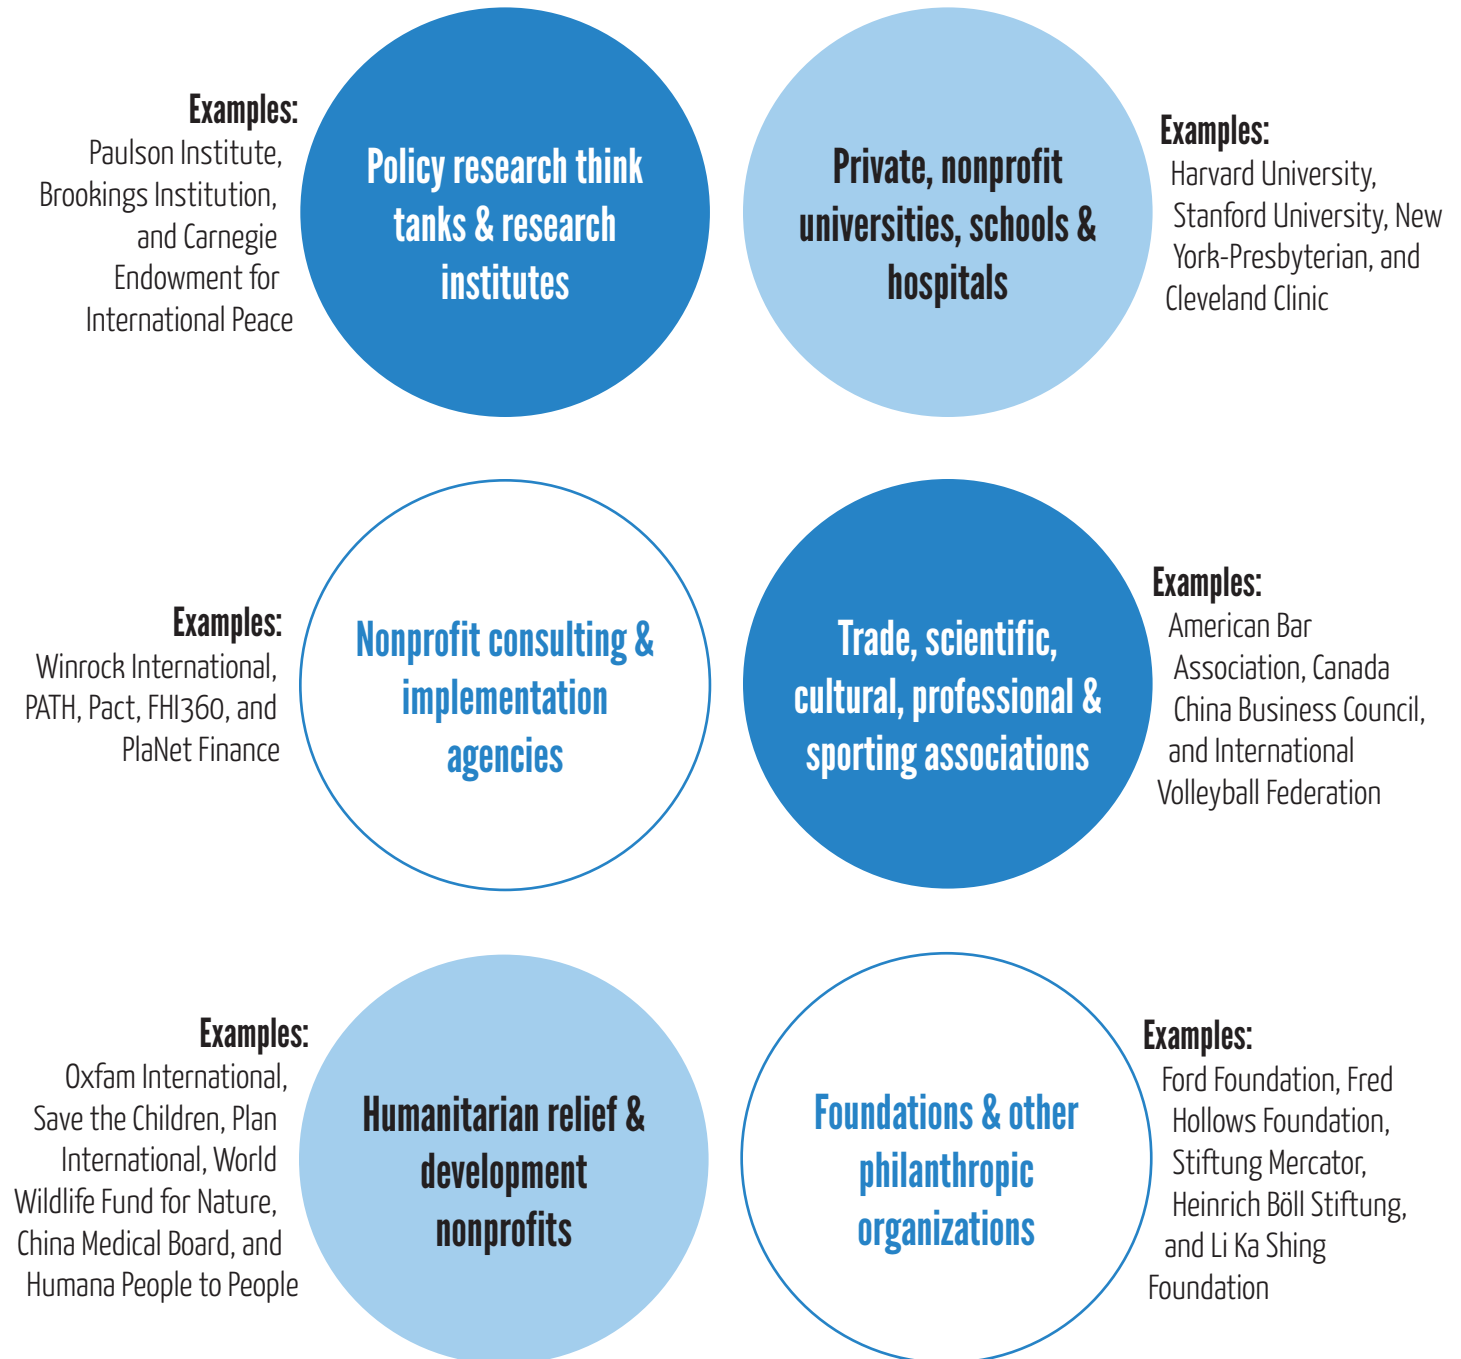 Examples:
Paulson Institute,
Brookings Institution,
and Carnegie
Endowment for
International Peace
Policy research think
tanks & research
institutes
Private, nonprofit
universities, schools &
hospitals
Examples:
Harvard University,
Stanford University, New
York-Presbyterian, and
Cleveland Clinic
Examples:
Winrock International,
PATH, Pact, FHI360, and
PlaNet Finance
Nonprofit consulting &
implementation
agencies
Trade, scientific,
cultural, professional &
sporting associations
Examples:
American Bar
Association, Canada
China Business Council,
and International
Volleyball Federation
Examples:
Oxfam International,
Save the Children, Plan
International, World
Wildlife Fund for Nature,
China Medical Board, and
Humana People to People
Humanitarian relief &
development
nonprofits
Foundations & other
philanthropic
organizations
Examples:
Ford Foundation, Fred
Hollows Foundation,
Stiftung Mercator,
Heinrich Böll Stiftung,
and Li Ka Shing
Foundation